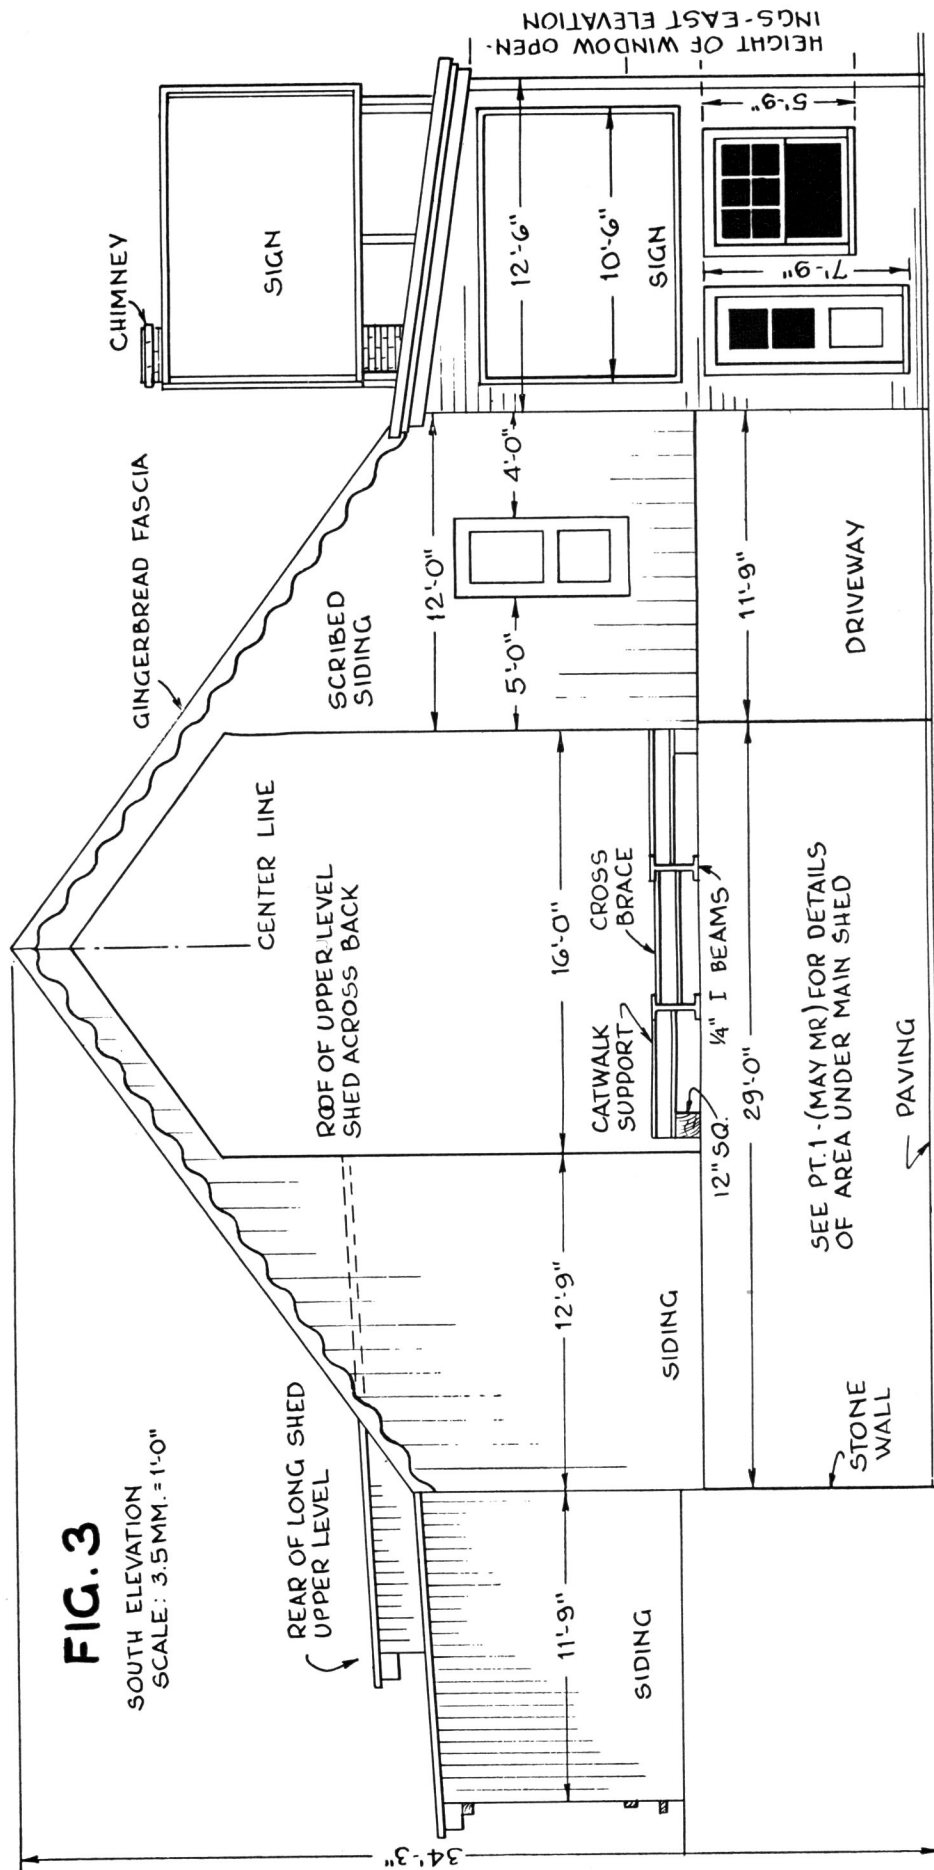 FIG. 3
SOUTH ELEVATION
SCALE: 3.5MM. = 1'-0"
34'-3"
REAR OF LONG SHED
UPPER LEVEL
11'-9"
SIDING
STONE
WALL
12'-9"
SIDING
GINGERBREAD FASCIA
CENTER LINE
ROOF OF UPPER LEVEL
SHED ACROSS BACK
16'-0"
CATWALK
SUPPORT
CROSS
BRACE
12" SQ.
1/4" I BEAMS
29'-0"
SEE PT. 1 - (MAY MR) FOR DETAILS
OF AREA UNDER MAIN SHED
PAVING
SCRIBED
SIDING
12'-0"
5'-0"
4'-0"
11'-9"
DRIVEWAY
CHIMNEY
SIGN
12'-6"
10'-6"
SIGN
7'-9"
5'-9"
HEIGHT OF WINDOW OPEN-
INGS-EAST ELEVATION